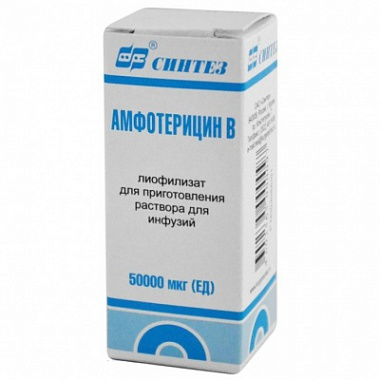 СИНТЕЗ
АМФОТЕРИЦИН В
лиофилизат
для приготовления
раствора для
инфузий
50000 мкг (ЕД)